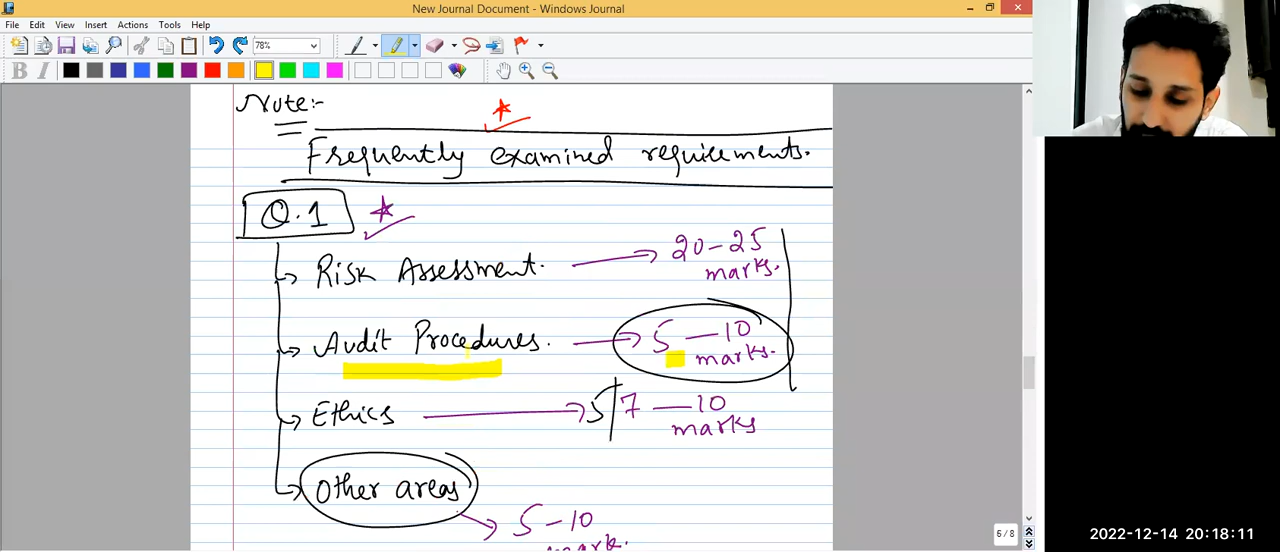 New Journal Document - Windows Journal
File Edit View Insert Actions Tools Help
78%
B I
Note:-
Frequently examined requirements.
Q.1
Risk Assessment. 20-25 marks.
Audit Procedures. 5-10 marks.
Ethics 5/7-10 marks
Other areas
5-10 mark.
6/8
2022-12-14 20:18:11